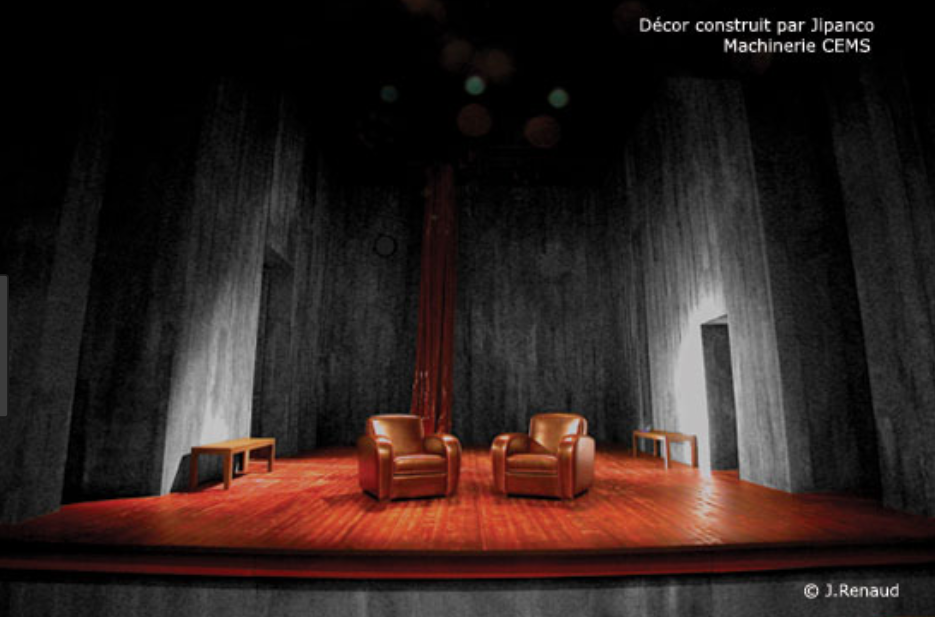 Décor construit par Jipanco
Machinerie CEMS
© J.Renaud